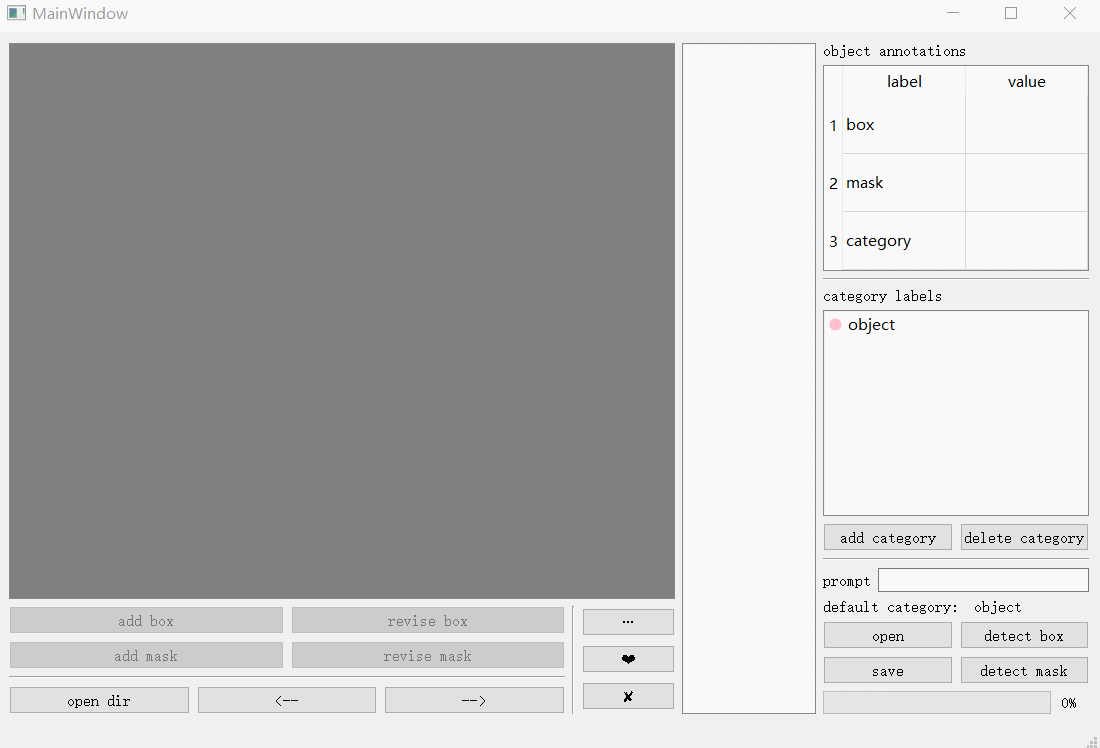 MainWindow
object annotations
label value
1 box
2 mask
3 category
category labels
object
add category delete category
prompt
default category: object
open detect box
save detect mask
0%
add box revise box
add mask revise mask
open dir <-- -->
...
❤
✘